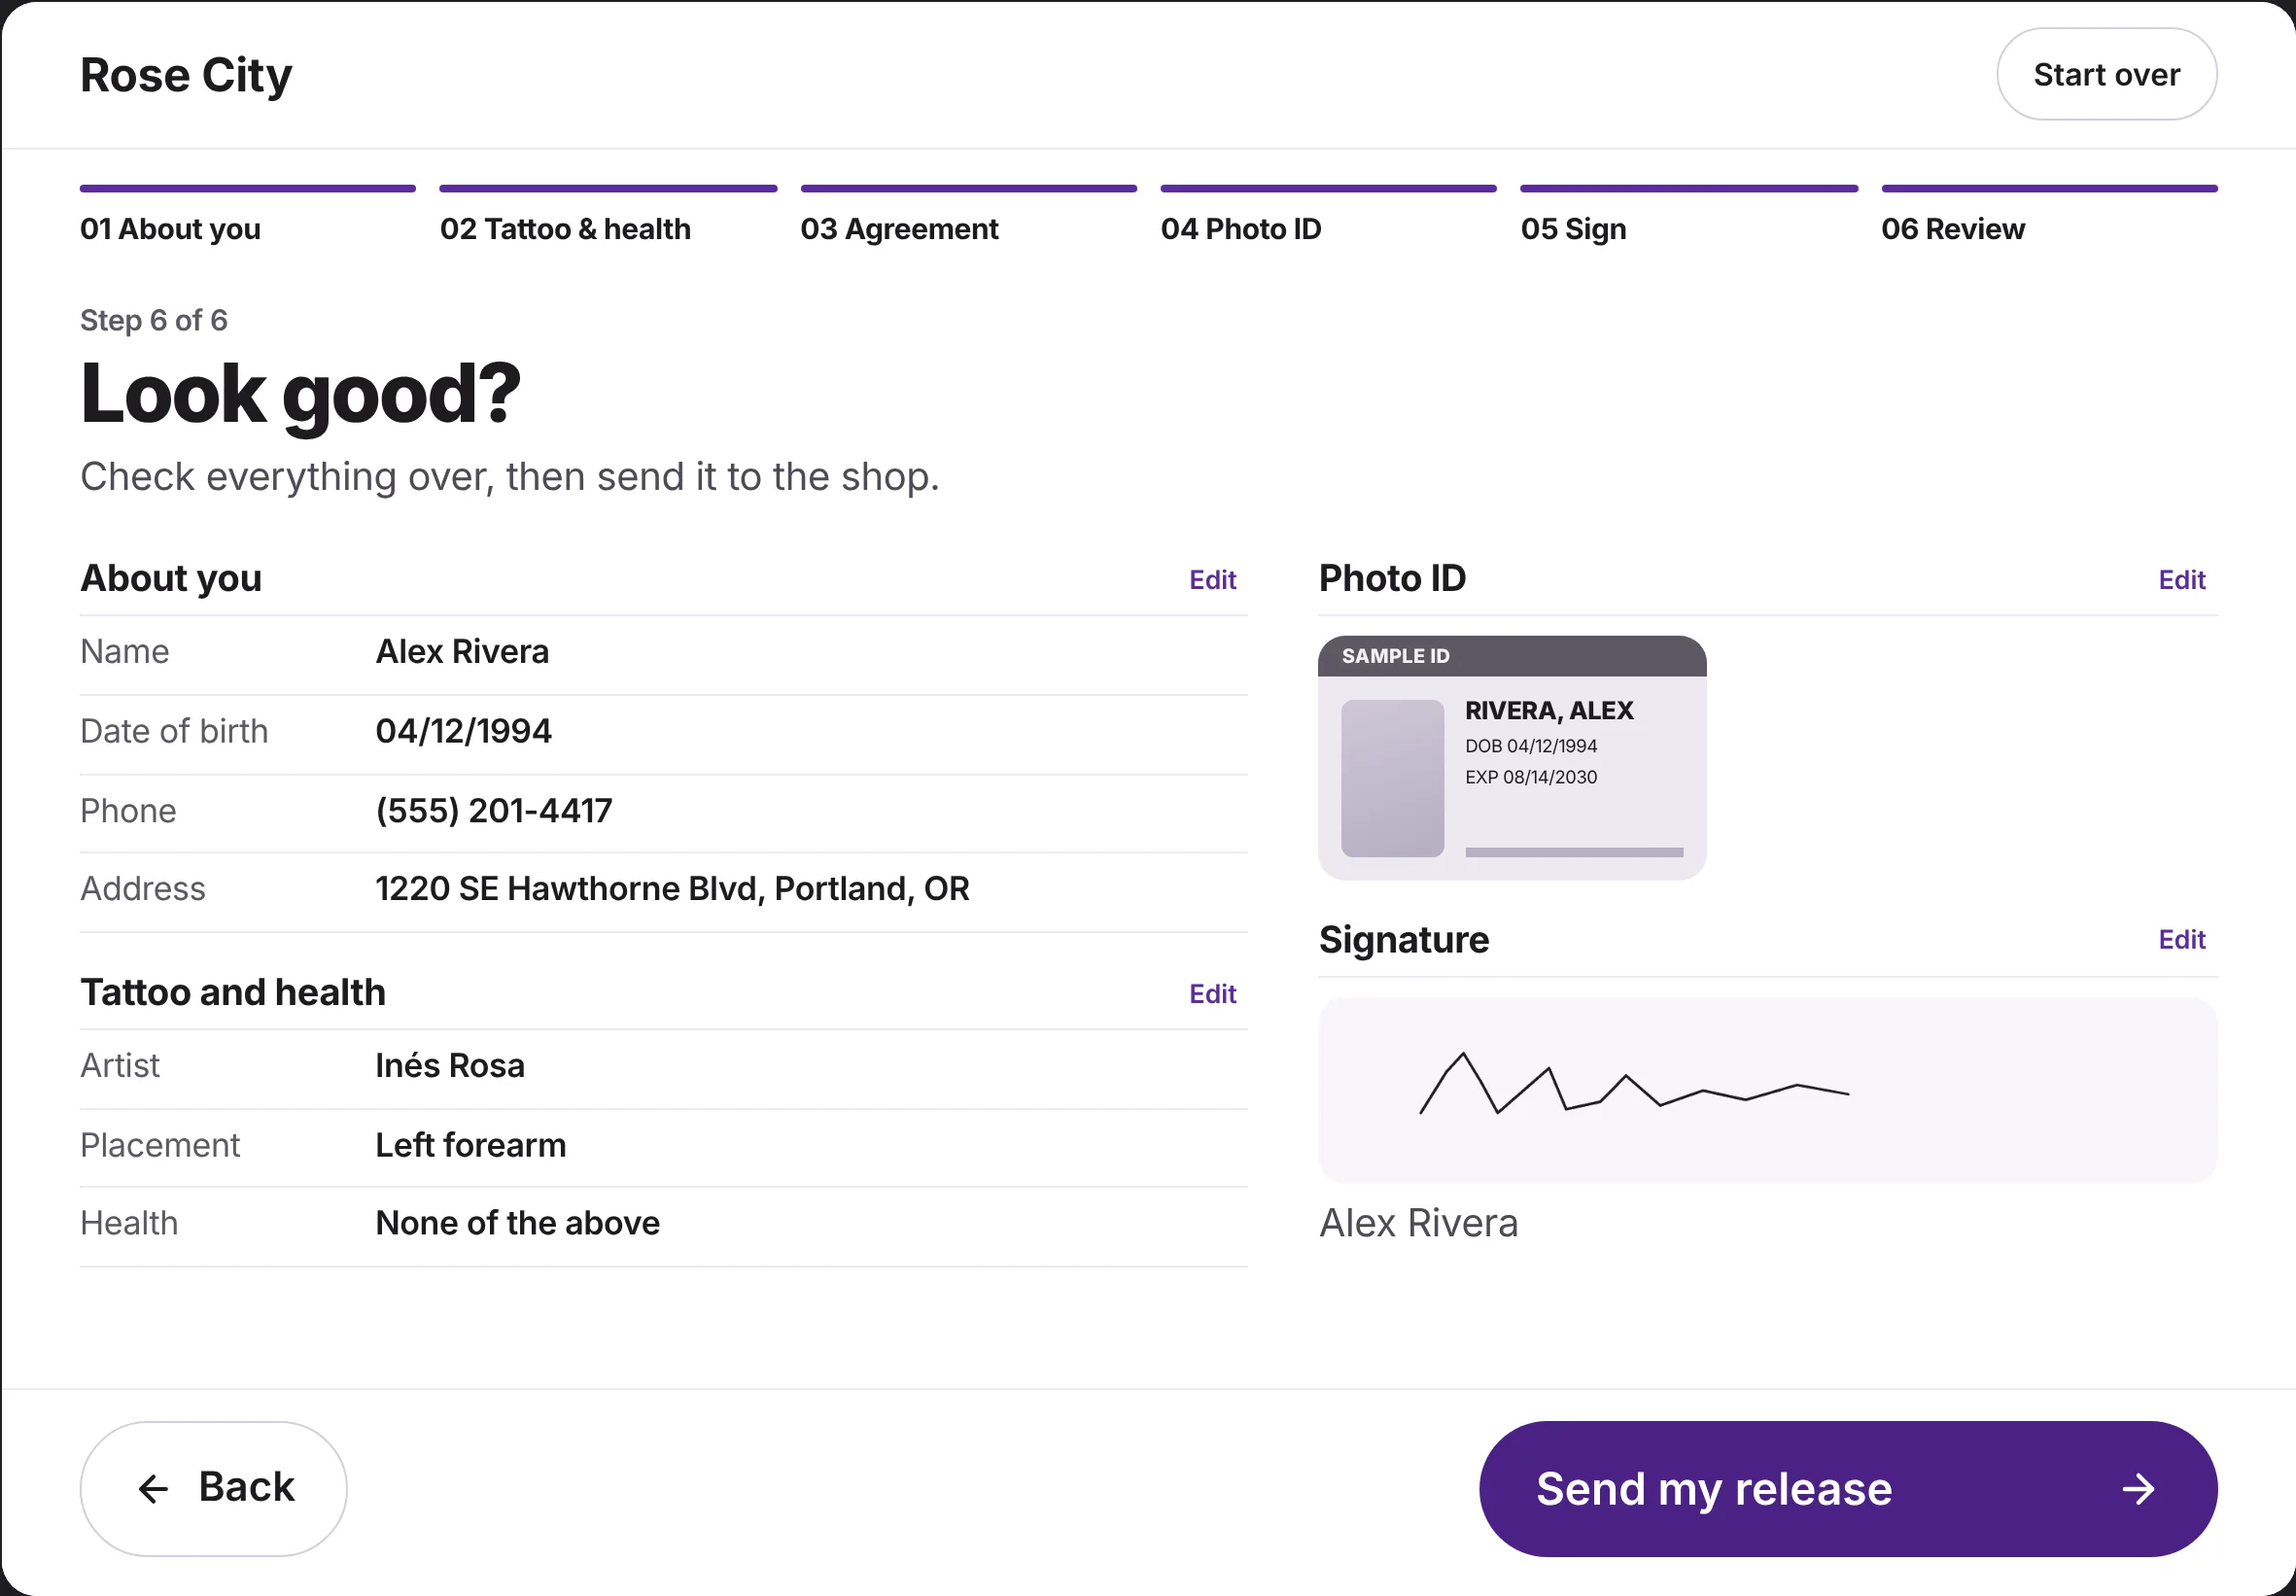 Rose City
Start over
01 About you
02 Tattoo & health
03 Agreement
04 Photo ID
05 Sign
06 Review
Step 6 of 6
Look good?
Check everything over, then send it to the shop.
About you
Edit
Name
Alex Rivera
Date of birth
04/12/1994
Phone
(555) 201-4417
Address
1220 SE Hawthorne Blvd, Portland, OR
Tattoo and health
Edit
Artist
Inés Rosa
Placement
Left forearm
Health
None of the above
Photo ID
Edit
SAMPLE ID
RIVERA, ALEX
DOB 04/12/1994
EXP 08/14/2030
Signature
Edit
Alex Rivera
Back
Send my release